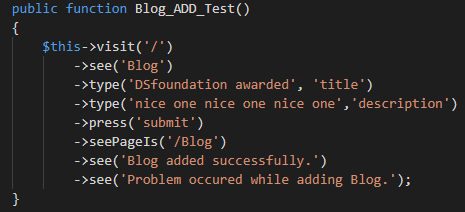 public function Blog_ADD_Test()
{
$this->visit('/')
->see('Blog')
->type('DSfoundation awarded', 'title')
->type('nice one nice one nice one','description')
->press('submit')
->seePageIs('/Blog')
->see('Blog added successfully.')
->see('Problem occured while adding Blog.');
}